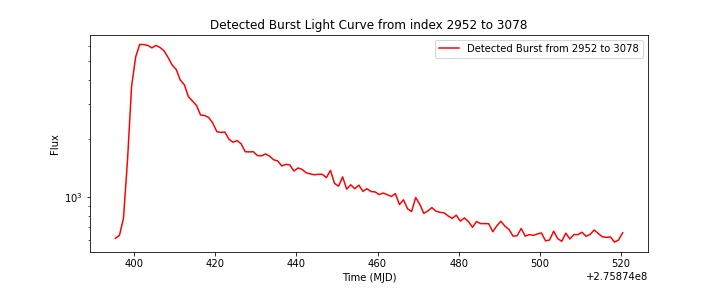 Detected Burst Light Curve from index 2952 to 3078
Detected Burst from 2952 to 3078
Flux
10³
400 420 440 460 480 500 520
Time (MJD)
+2.75874e8